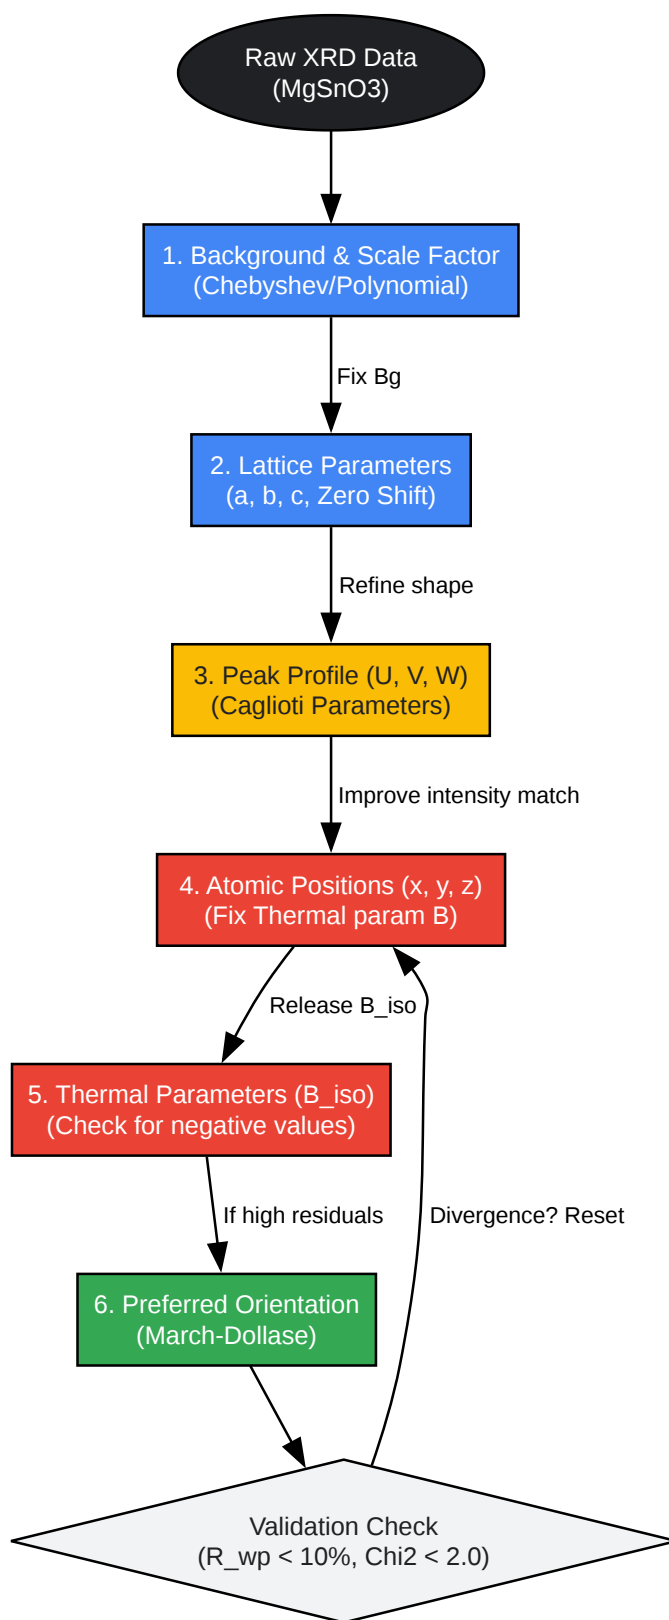 Raw XRD Data
(MgSnO3)
1. Background & Scale Factor
(Chebyshev/Polynomial)
Fix Bg
2. Lattice Parameters
(a, b, c, Zero Shift)
Refine shape
3. Peak Profile (U, V, W)
(Caglioti Parameters)
Improve intensity match
4. Atomic Positions (x, y, z)
(Fix Thermal param B)
Release B_iso
5. Thermal Parameters (B_iso)
(Check for negative values)
If high residuals
Divergence? Reset
6. Preferred Orientation
(March-Dollase)
Validation Check
(R_wp < 10%, Chi2 < 2.0)